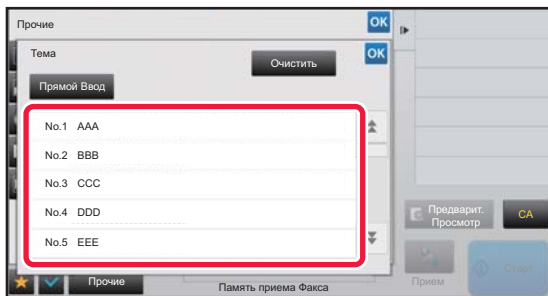 Прочие
OK
Тема
Очистить
OK
Прямой Ввод
No.1 AAA
No.2 BBB
No.3 CCC
No.4 DDD
No.5 EEE
Предварит.
Просмотр
CA
Прочие
Память приема Факса
Прием
Старт